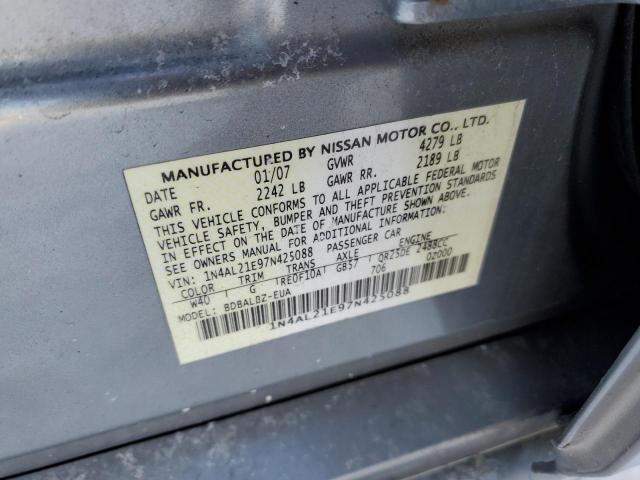 MANUFACTURED BY NISSAN MOTOR CO., LTD.
DATE 01/07 GVWR 4279 LB
GAWR FR. 2242 LB GAWR RR. 2189 LB
THIS VEHICLE CONFORMS TO ALL APPLICABLE FEDERAL MOTOR
VEHICLE SAFETY, BUMPER AND THEFT PREVENTION STANDARDS
IN EFFECT ON THE DATE OF MANUFACTURE SHOWN ABOVE.
SEE OWNERS MANUAL FOR ADDITIONAL INFORMATION:
VIN: 1N4AL21E97N425088 PASSENGER CAR
COLOR TRIM TRANS AXLE ENGINE
W40 G RE0F10A GB57 QR25DE 2488CC
MODEL: BDBALBZ-EUA 706 02000
1N4AL21E97N425088